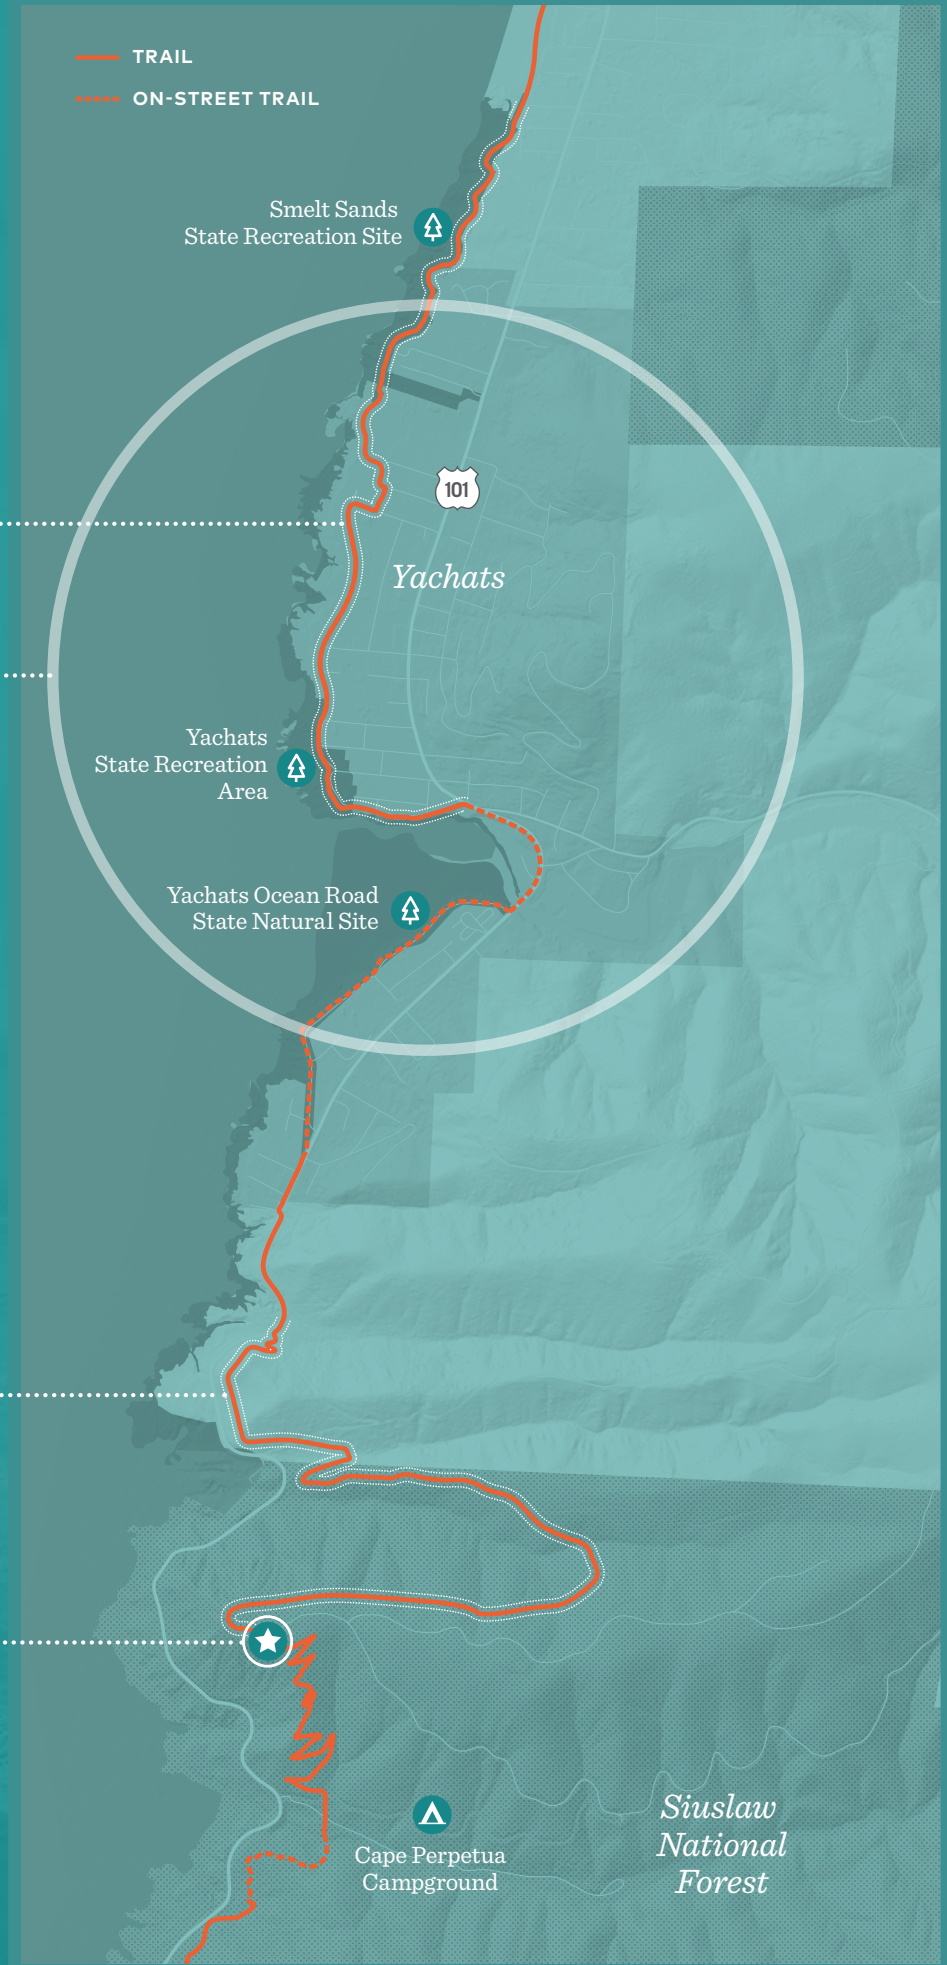 TRAIL
ON-STREET TRAIL
Smelt Sands
State Recreation Site
101
Yachats
Yachats
State Recreation
Area
Yachats Ocean Road
State Natural Site
Siuslaw
National
Forest
Cape Perpetua
Campground